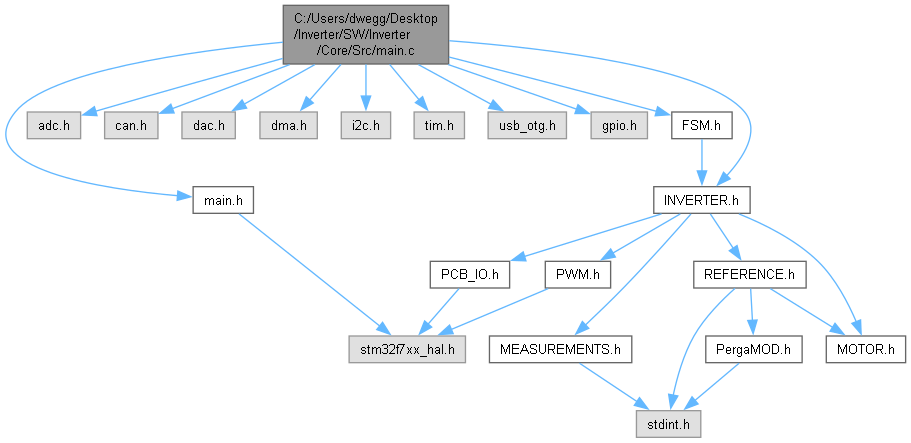 C:/Users/dwegg/Desktop
/Inverter/SW/Inverter
/Core/Src/main.c
adc.h
can.h
dac.h
dma.h
i2c.h
tim.h
usb_otg.h
gpio.h
FSM.h
main.h
INVERTER.h
PCB_IO.h
PWM.h
REFERENCE.h
stm32f7xx_hal.h
MEASUREMENTS.h
PergaMOD.h
MOTOR.h
stdint.h